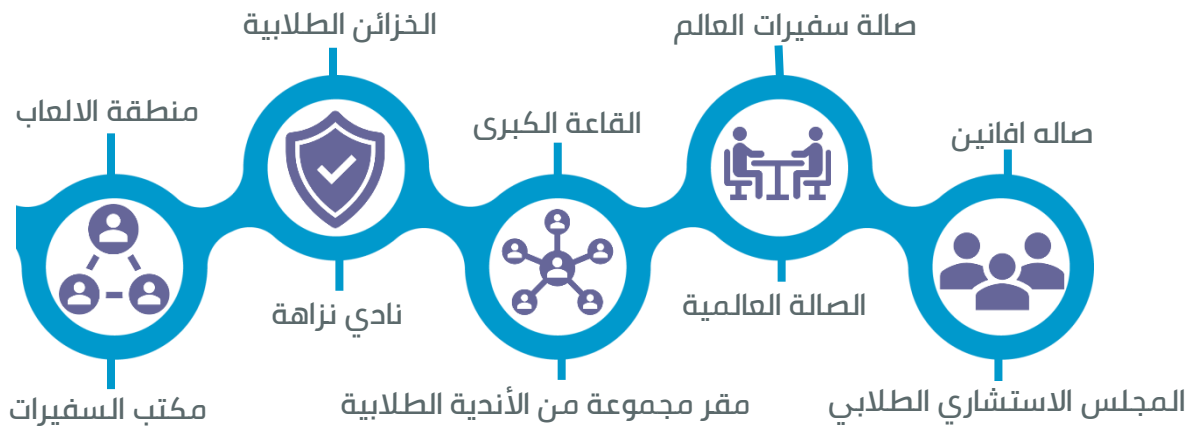 صاله افانين
المجلس الاستشاري الطلابي
صالة سفيرات العالم
الصالة العالمية
القاعة الكبرى
مقر مجموعة من الأندية الطلابية
الخزائن الطلابية
نادي نزاهة
منطقة الالعاب
مكتب السفيرات